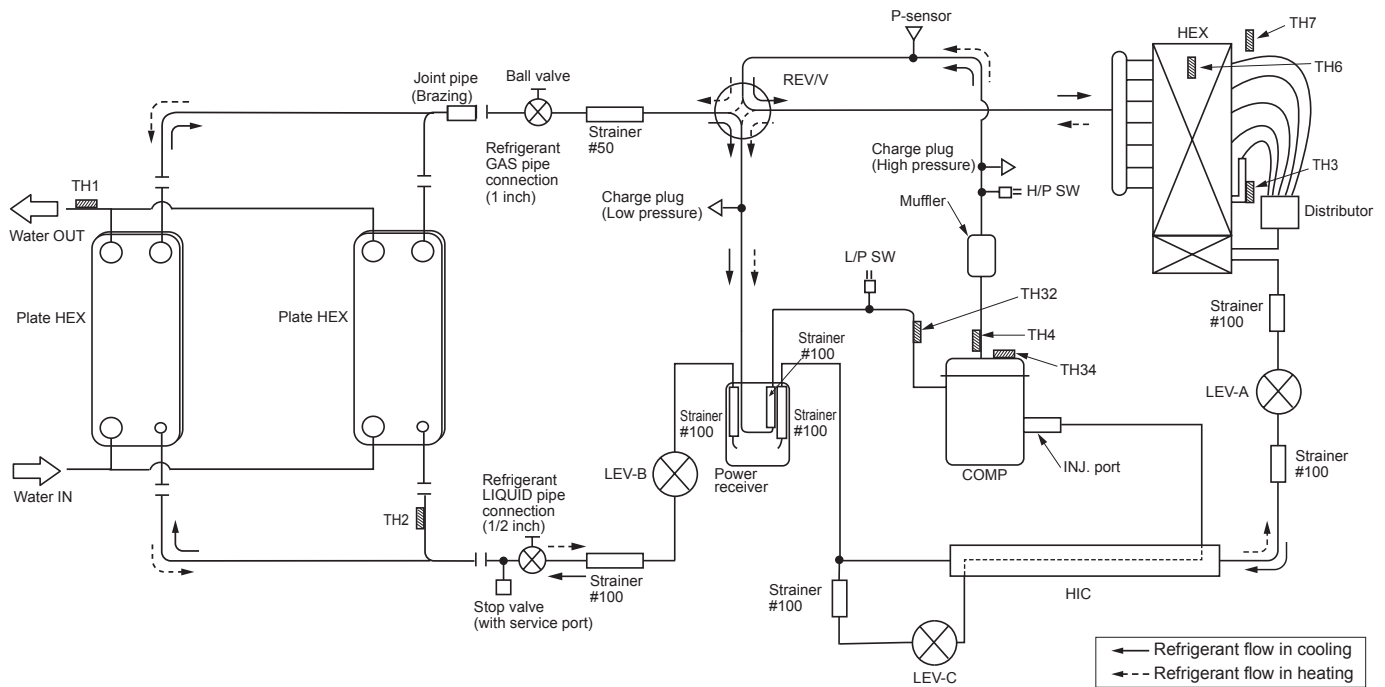 P-sensor
HEX
TH7
TH6
REV/V
Joint pipe
(Brazing)
Ball valve
Strainer
#50
Refrigerant
GAS pipe
connection
(1 inch)
Charge plug
(High pressure)
H/P SW
TH3
Distributor
TH1
Water OUT
Charge plug
(Low pressure)
Muffler
L/P SW
TH32
TH4
TH34
Plate HEX
Plate HEX
Strainer
#100
Strainer
#100
Strainer
#100
Strainer
#100
LEV-A
LEV-B
Power
receiver
COMP
INJ. port
Strainer
#100
Water IN
TH2
Refrigerant
LIQUID pipe
connection
(1/2 inch)
Strainer
#100
Stop valve
(with service port)
Strainer
#100
HIC
LEV-C
Refrigerant flow in cooling
Refrigerant flow in heating